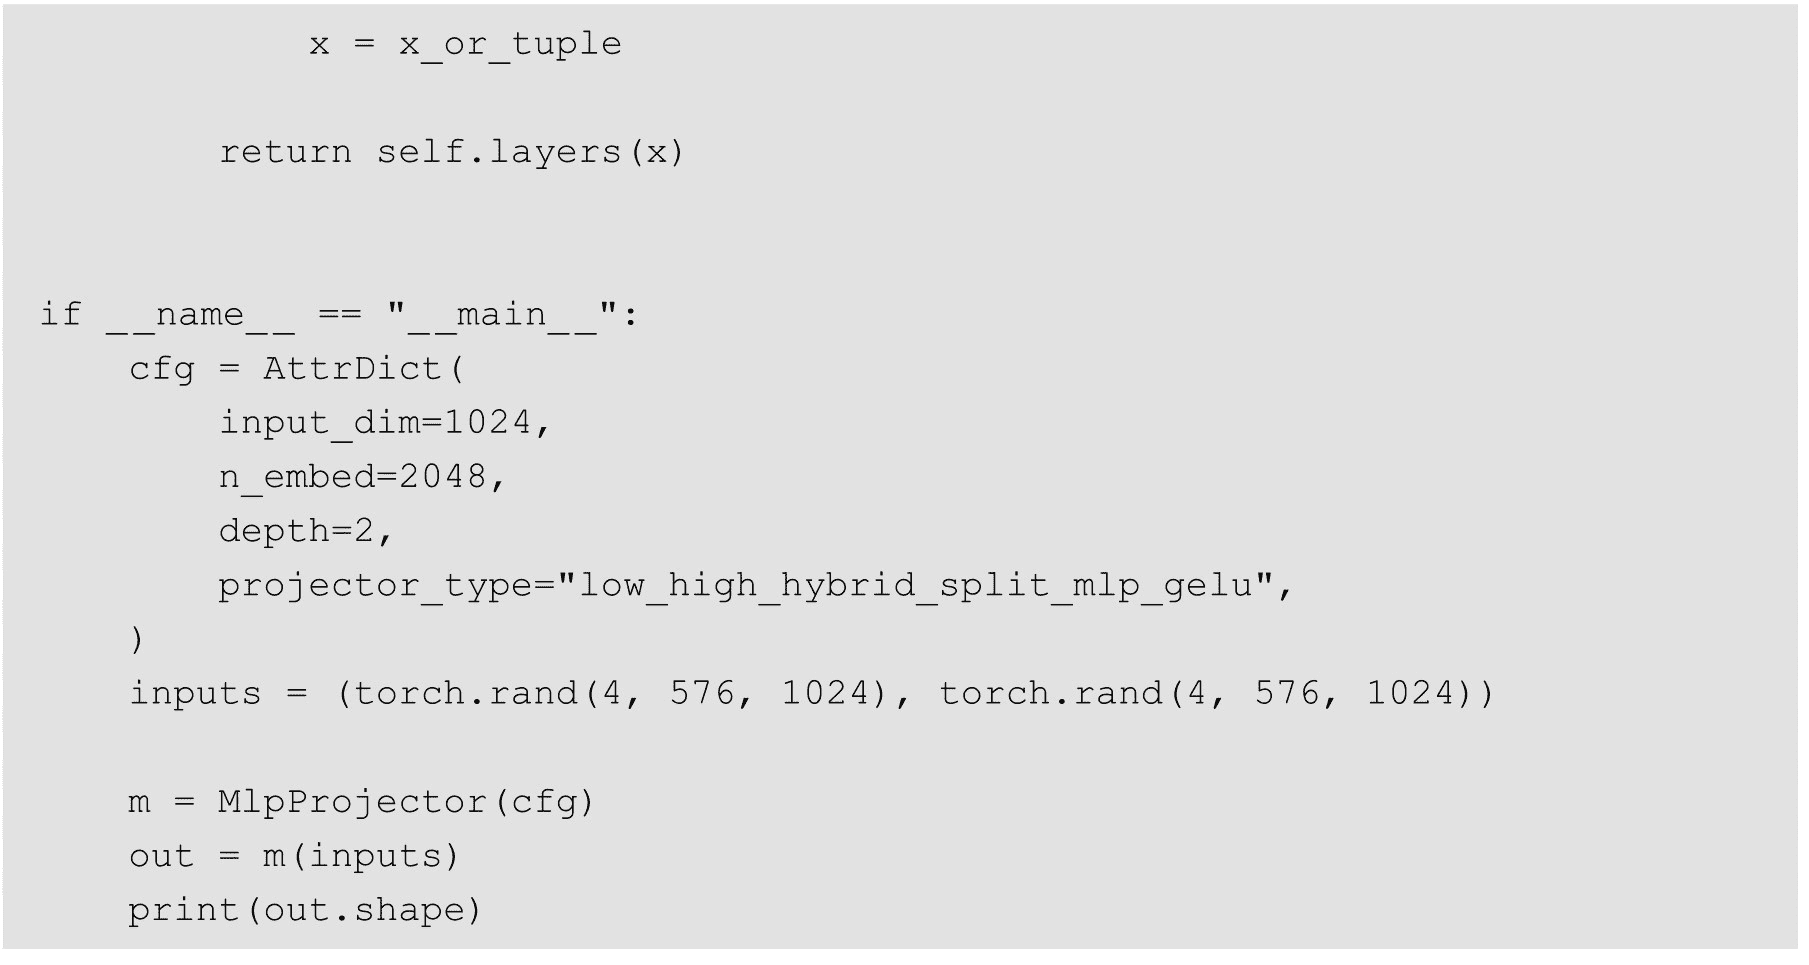 x = x_or_tuple
return self.layers(x)
if __name__ == "__main__":
cfg = AttrDict(
input_dim=1024,
n_embed=2048,
depth=2,
projector_type="low_high_hybrid_split_mlp_gelu",
)
inputs = (torch.rand(4, 576, 1024), torch.rand(4, 576, 1024))
m = MlpProjector(cfg)
out = m(inputs)
print(out.shape)